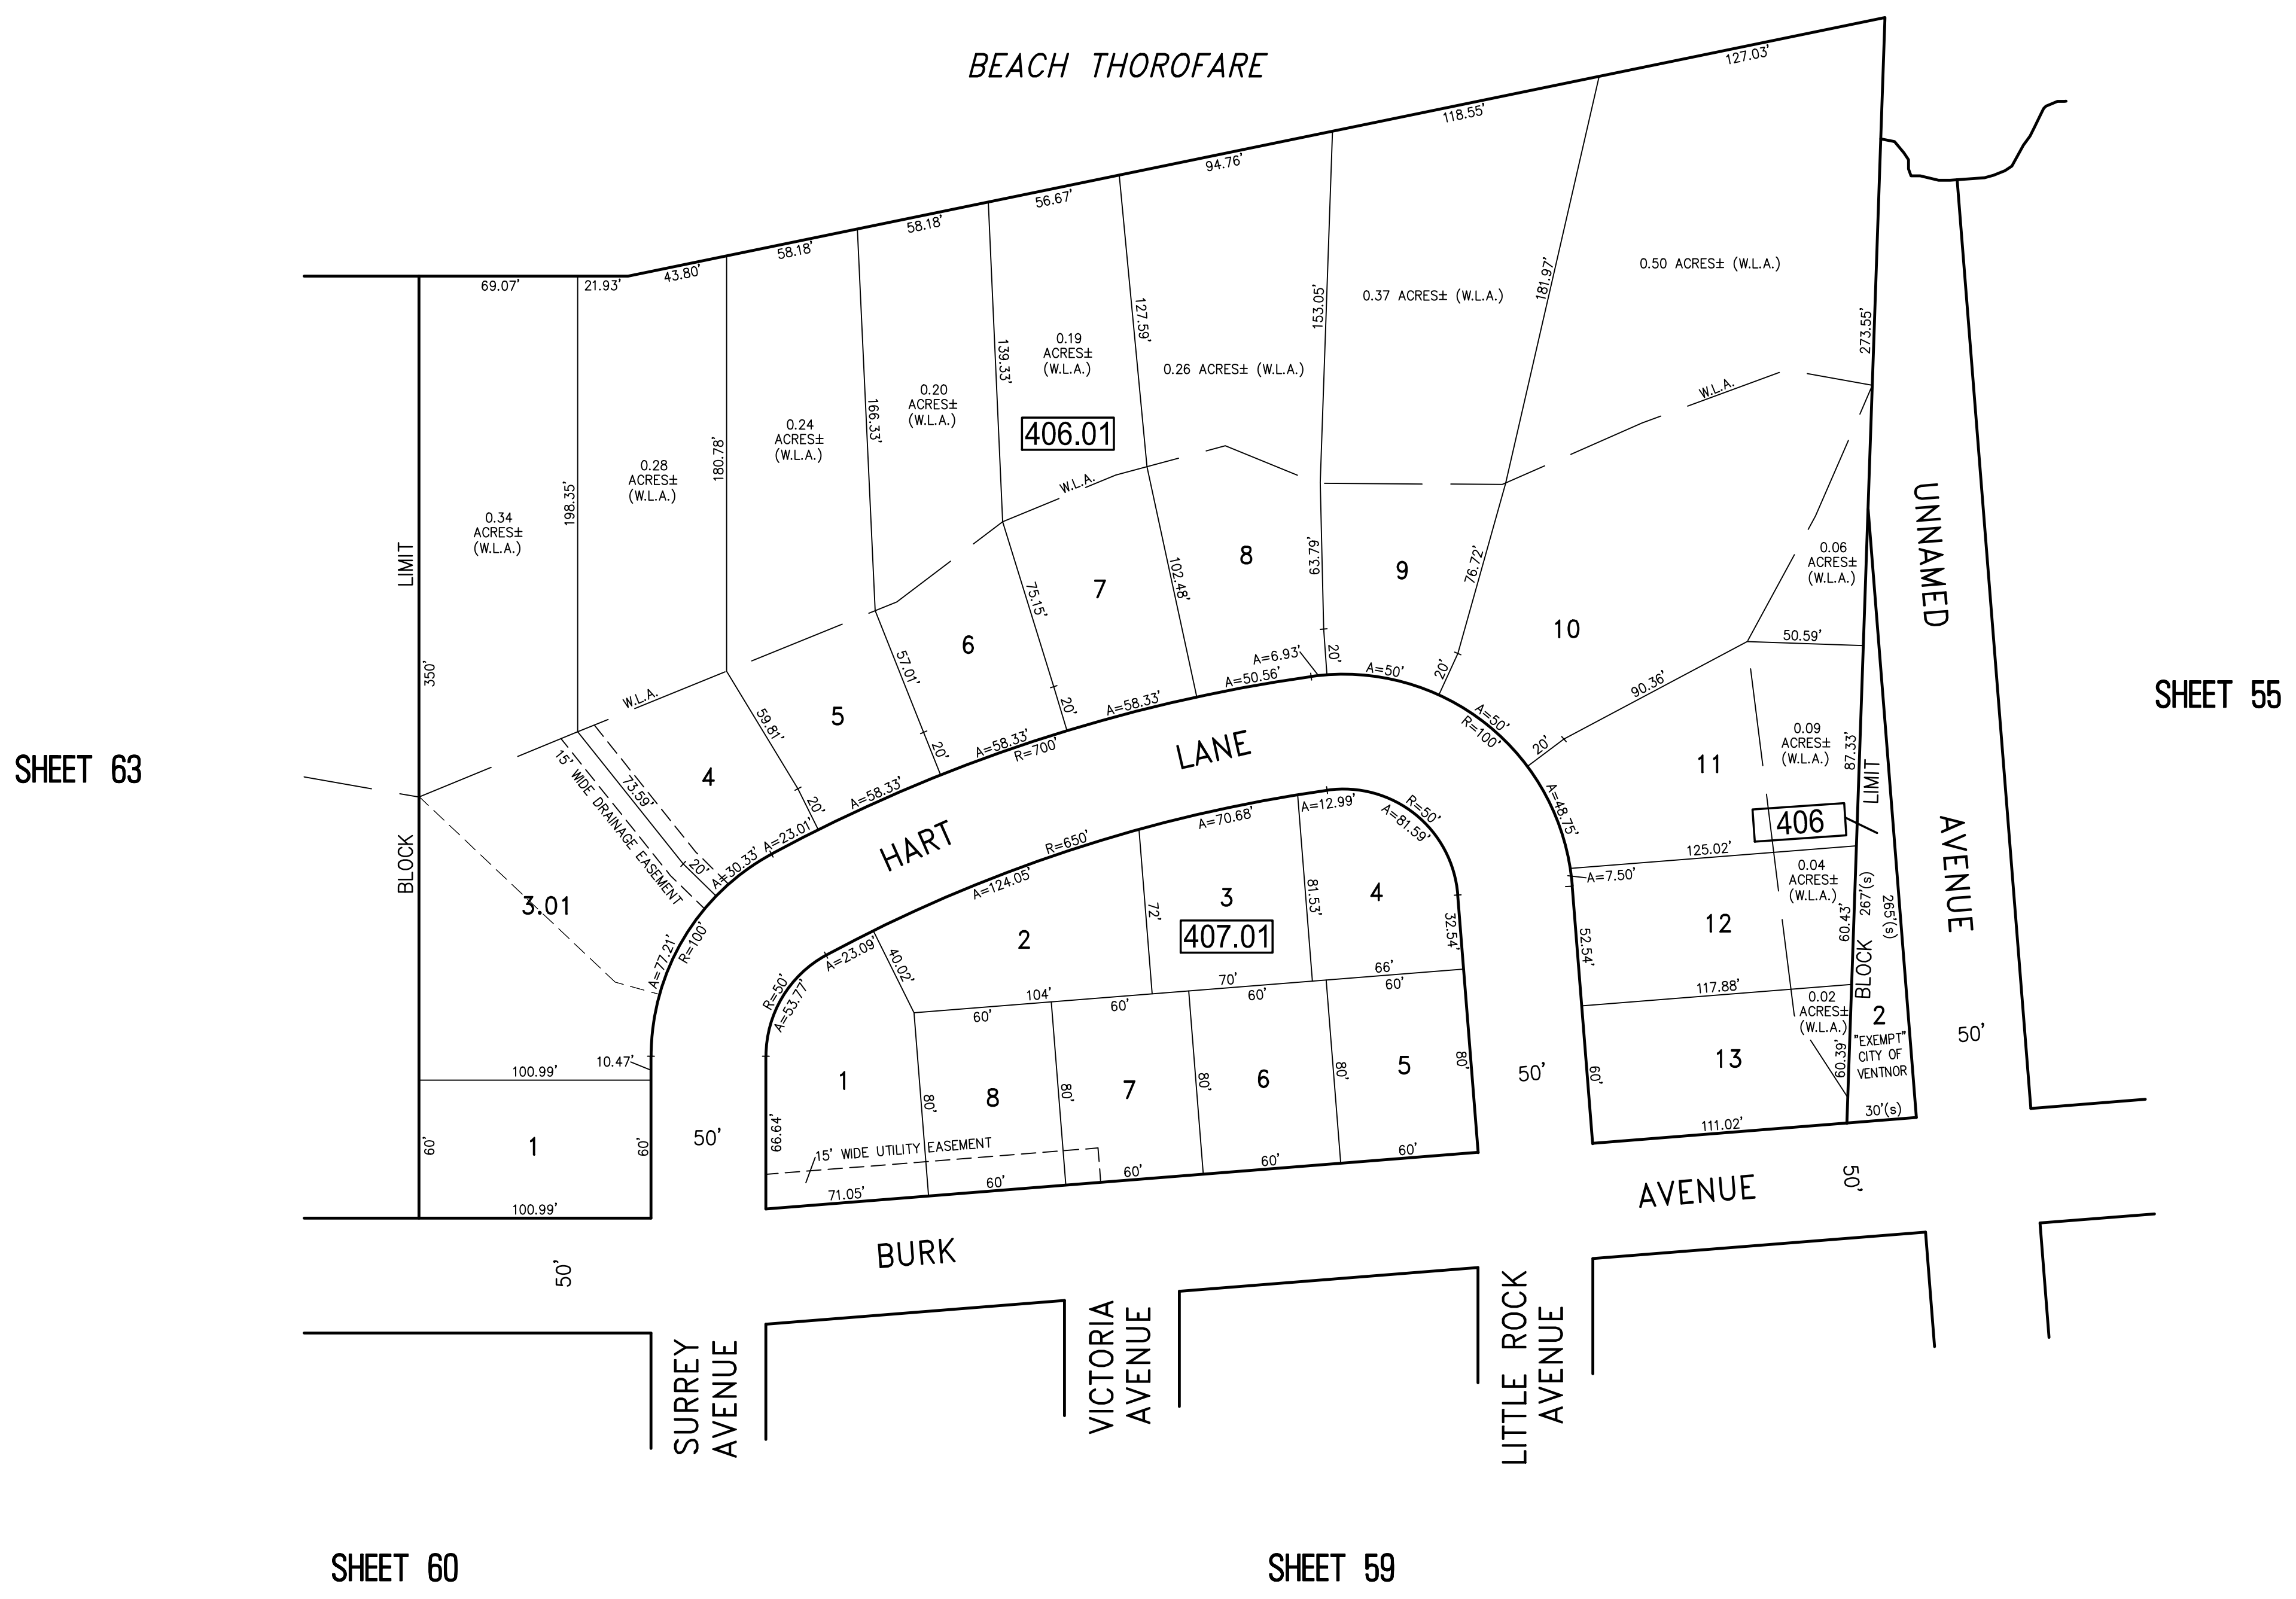 BEACH THOROFARE
127.03'
118.55'
94.76'
56.67'
58.18'
58.18'
43.80'
21.93'
69.07'
0.50 ACRES± (W.L.A.)
0.37 ACRES± (W.L.A.)
181.97'
273.55'
153.05'
127.59'
0.19
ACRES±
(W.L.A.)
139.33'
0.26 ACRES± (W.L.A.)
W.L.A.
0.20
ACRES±
(W.L.A.)
166.33'
406.01
0.24
ACRES±
(W.L.A.)
180.78'
0.28
ACRES±
(W.L.A.)
198.35'
0.34
ACRES±
(W.L.A.)
W.L.A.
LIMIT
350'
BLOCK
UNNAMED
AVENUE
0.06
ACRES±
(W.L.A.)
8
63.79'
9
76.72'
7
102.48'
75.15'
6
57.01'
10
50.59'
W.L.A.
5
59.81'
4
73.59'
15' WIDE DRAINAGE EASEMENT
20'
20'
20'
20'
20'
20'
20'
A=6.93'
A=50.56'
A=50'
A=58.33'
A=58.33'
R=700'
A=58.33'
A=23.01'
A=30.33'
A=50'
R=100'
90.36'
SHEET 55
SHEET 63
11
0.09
ACRES±
(W.L.A.)
87.33'
LIMIT
406
LANE
HART
A=48.75'
R=50'
A=81.59'
A=12.99'
A=70.68'
R=650'
A=124.05'
125.02'
A=7.50'
0.04
ACRES±
(W.L.A.)
267'(s)
265'(s)
60.43'
BLOCK
3.01
A=77.21'
R=100'
3
407.01
72'
81.53'
4
32.54'
2
40.02'
A=23.09'
R=50'
A=53.77'
12
52.54'
117.88'
104'
70'
66'
60'
60'
60'
60'
0.02
ACRES±
(W.L.A.)
2
"EXEMPT"
CITY OF
VENTNOR
50'
60.39'
30'(s)
10.47'
100.99'
1
60'
60'
100.99'
50'
1
66.64'
80'
8
80'
7
80'
6
80'
5
80'
50'
60'
13
111.02'
15' WIDE UTILITY EASEMENT
71.05'
60'
60'
60'
60'
BURK
AVENUE
50'
50'
SURREY
AVENUE
VICTORIA
AVENUE
LITTLE ROCK
AVENUE
SHEET 60
SHEET 59